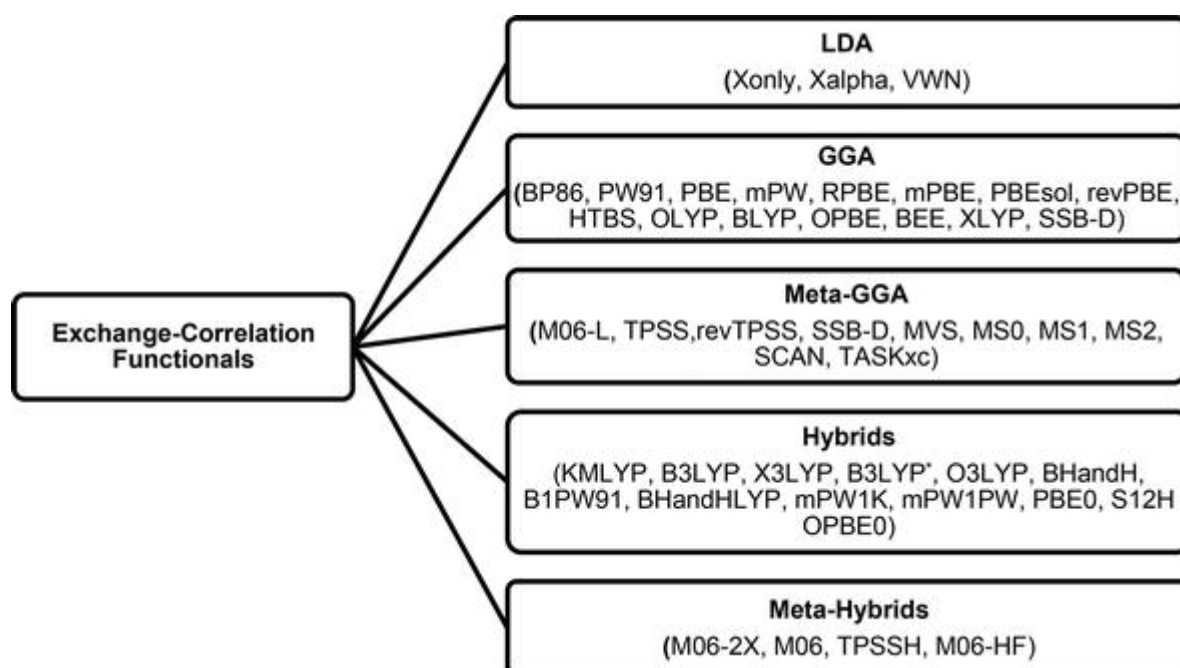 LDA
(Xonly, Xalpha, VWN)
GGA
(BP86, PW91, PBE, mPW, RPBE, mPBE, PBEsol, revPBE,
HTBS, OLYP, BLYP, OPBE, BEE, XLYP, SSB-D)
Exchange-Correlation
Functionals
Meta-GGA
(M06-L, TPSS,revTPSS, SSB-D, MVS, MS0, MS1, MS2,
SCAN, TASKxc)
Hybrids
(KMLYP, B3LYP, X3LYP, B3LYP*, O3LYP, BHandH,
B1PW91, BHandHLYP, mPW1K, mPW1PW, PBE0, S12H
OPBE0)
Meta-Hybrids
(M06-2X, M06, TPSSH, M06-HF)